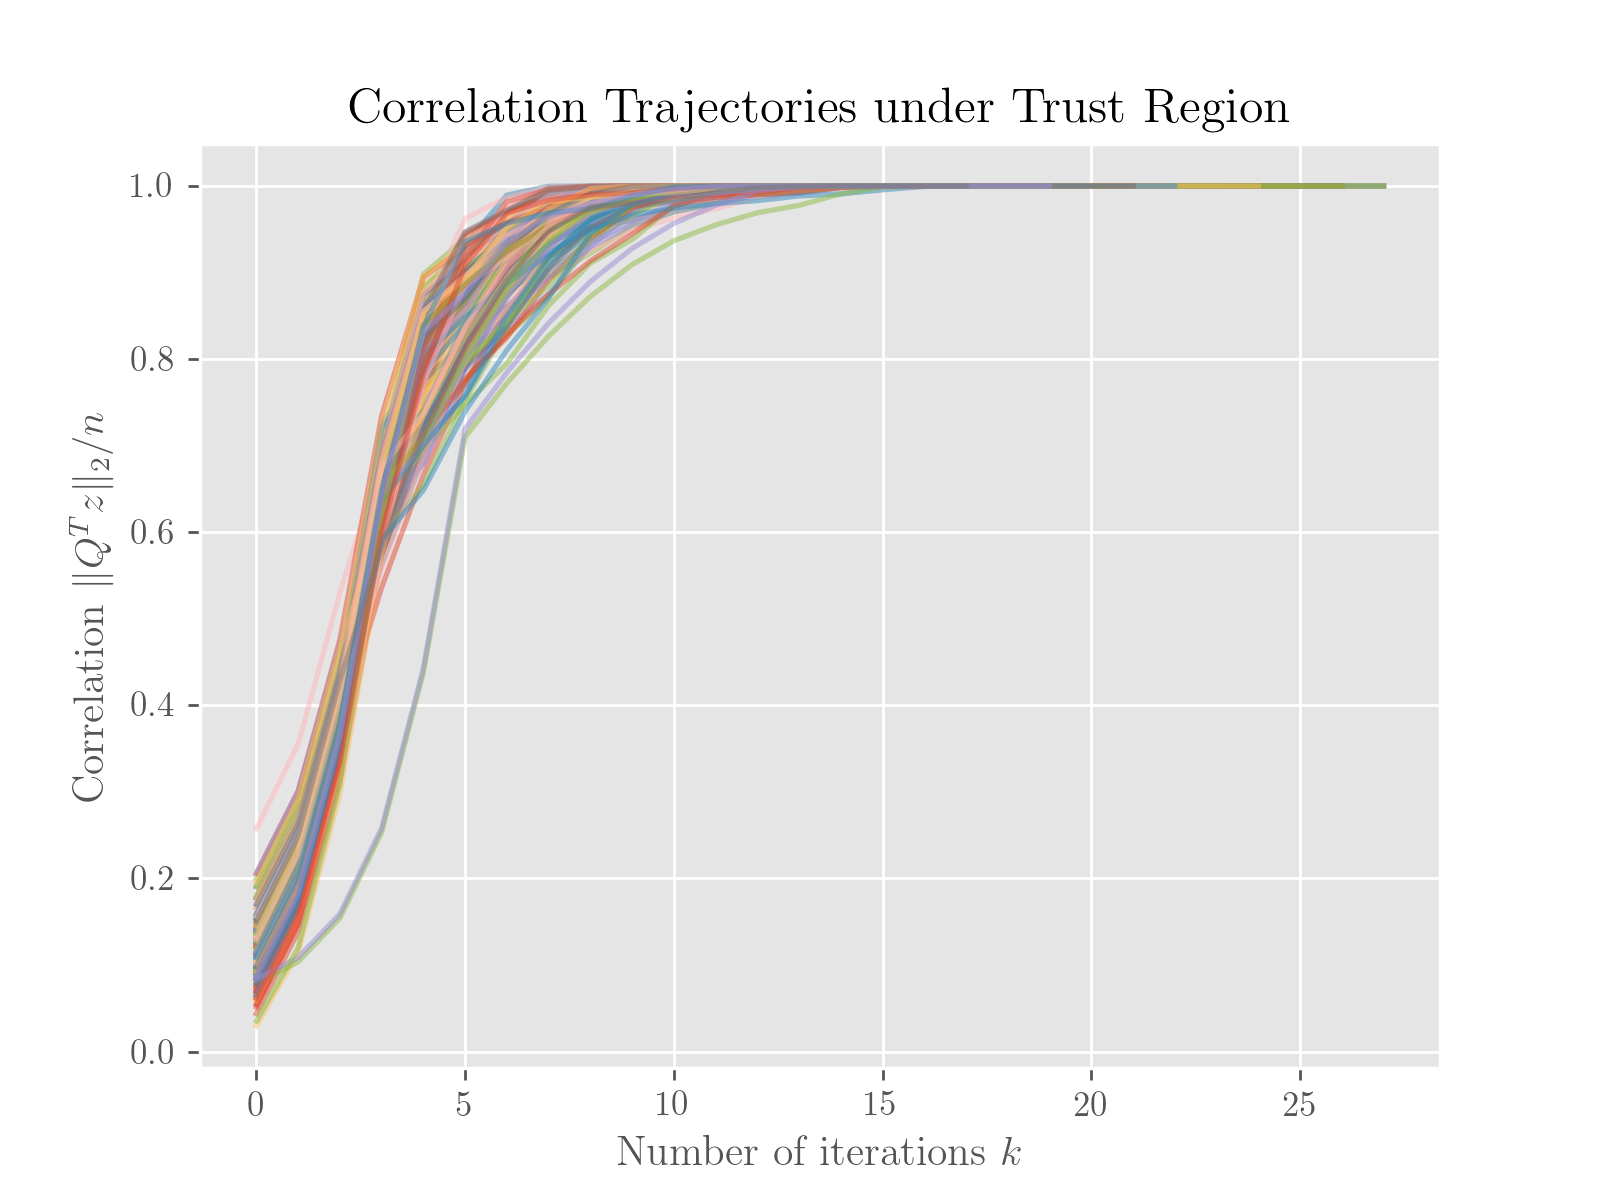 Correlation Trajectories under Trust Region
Correlation ||Q^T z||_2/n
1.0
0.8
0.6
0.4
0.2
0.0
0 5 10 15 20 25
Number of iterations k